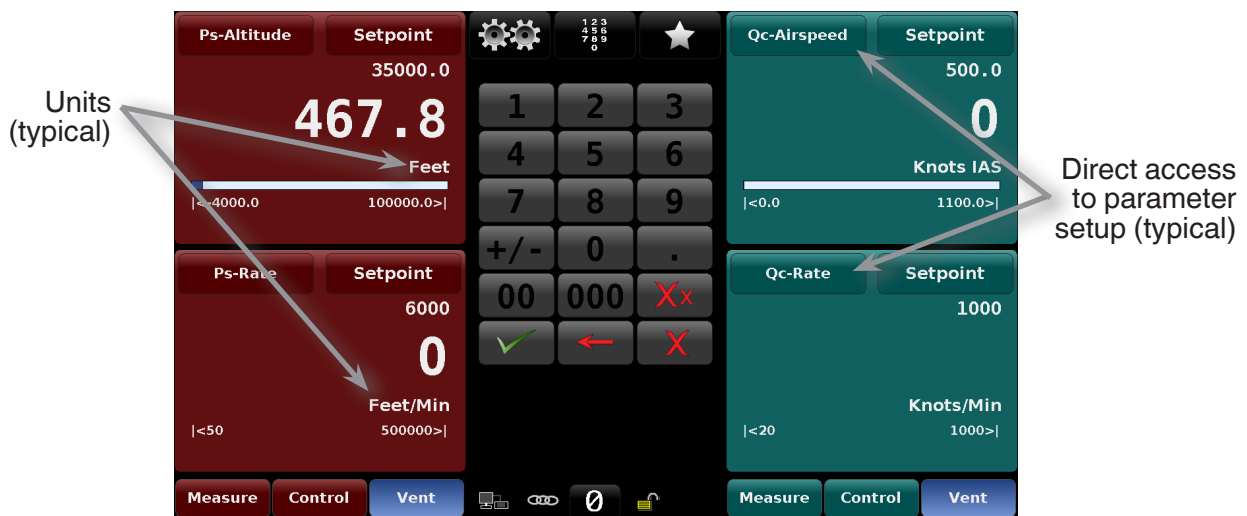 Units
(typical)
Ps-Altitude
Setpoint
35000.0
467.8
Feet
|<-4000.0
100000.0>|
Ps-Rate
Setpoint
6000
0
Feet/Min
|<50
500000>|
Measure
Control
Vent
1 2 3
4 5 6
7 8 9
0
1 2 3
4 5 6
7 8 9
+/- 0 .
00 000 Xx
X
0
Qc-Airspeed
Setpoint
500.0
0
Knots IAS
|<0.0
1100.0>|
Qc-Rate
Setpoint
1000
Knots/Min
|<20
1000>|
Measure
Control
Vent
Direct access
to parameter
setup (typical)